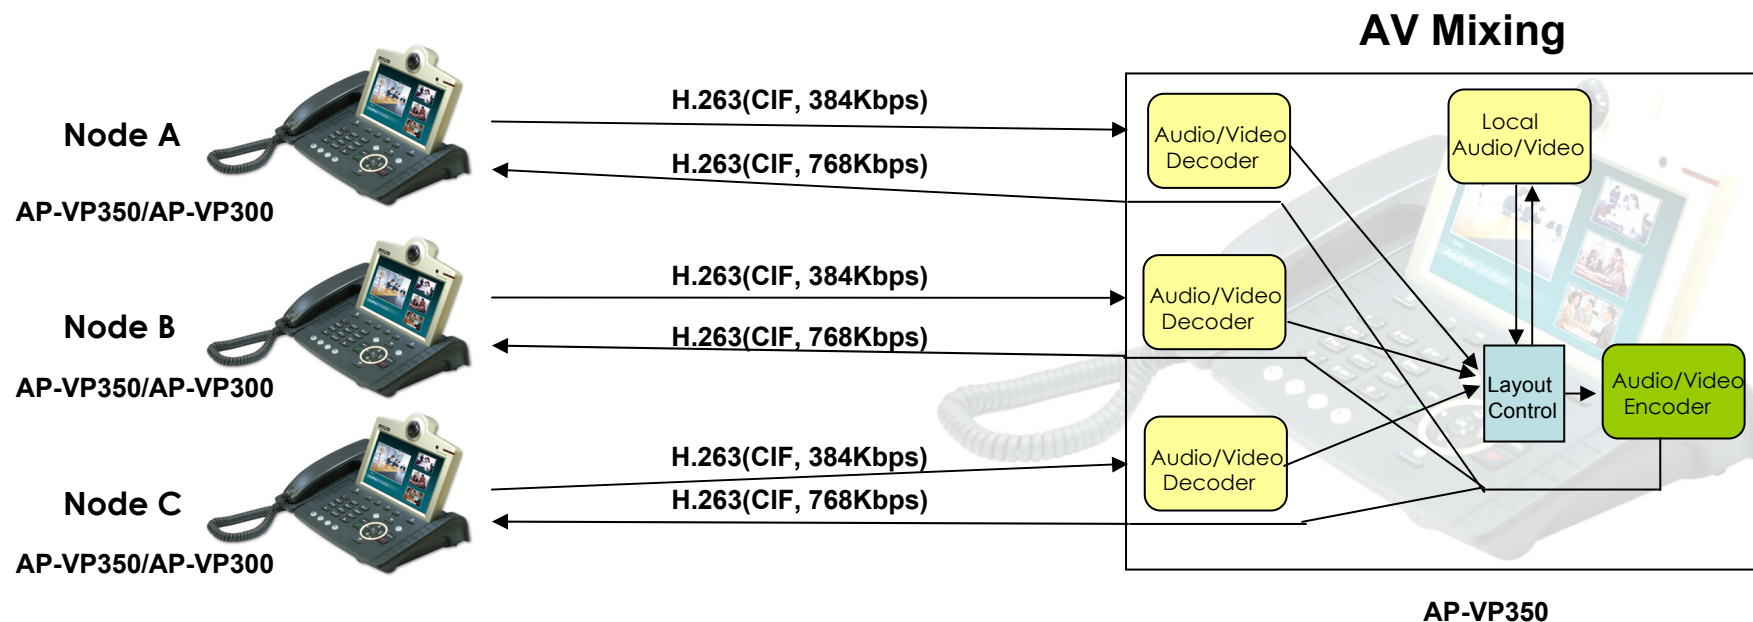 AV Mixing
Node A
AP-VP350/AP-VP300
H.263(CIF, 384Kbps)
H.263(CIF, 768Kbps)
Node B
AP-VP350/AP-VP300
H.263(CIF, 384Kbps)
H.263(CIF, 768Kbps)
Node C
AP-VP350/AP-VP300
H.263(CIF, 384Kbps)
H.263(CIF, 768Kbps)
Audio/Video
Decoder
Local
Audio/Video
Audio/Video
Decoder
Audio/Video
Decoder
Layout
Control
Audio/Video
Encoder
AP-VP350